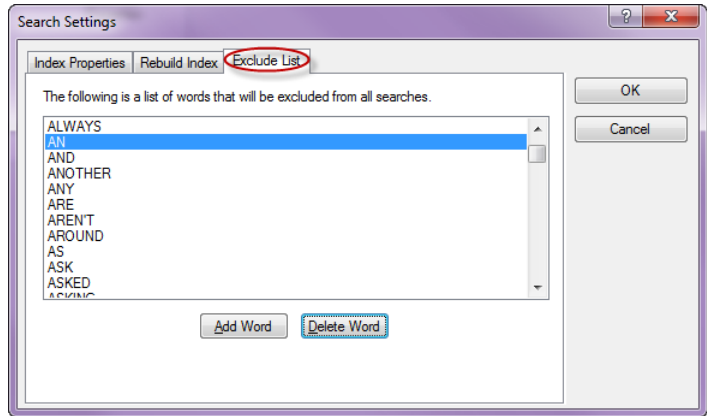 Search Settings
?
X
Index Properties
Rebuild Index
Exclude List
The following is a list of words that will be excluded from all searches.
OK
Cancel
ALWAYS
AN
AND
ANOTHER
ANY
ARE
AREN'T
AROUND
AS
ASK
ASKED
ASKING
Add Word
Delete Word